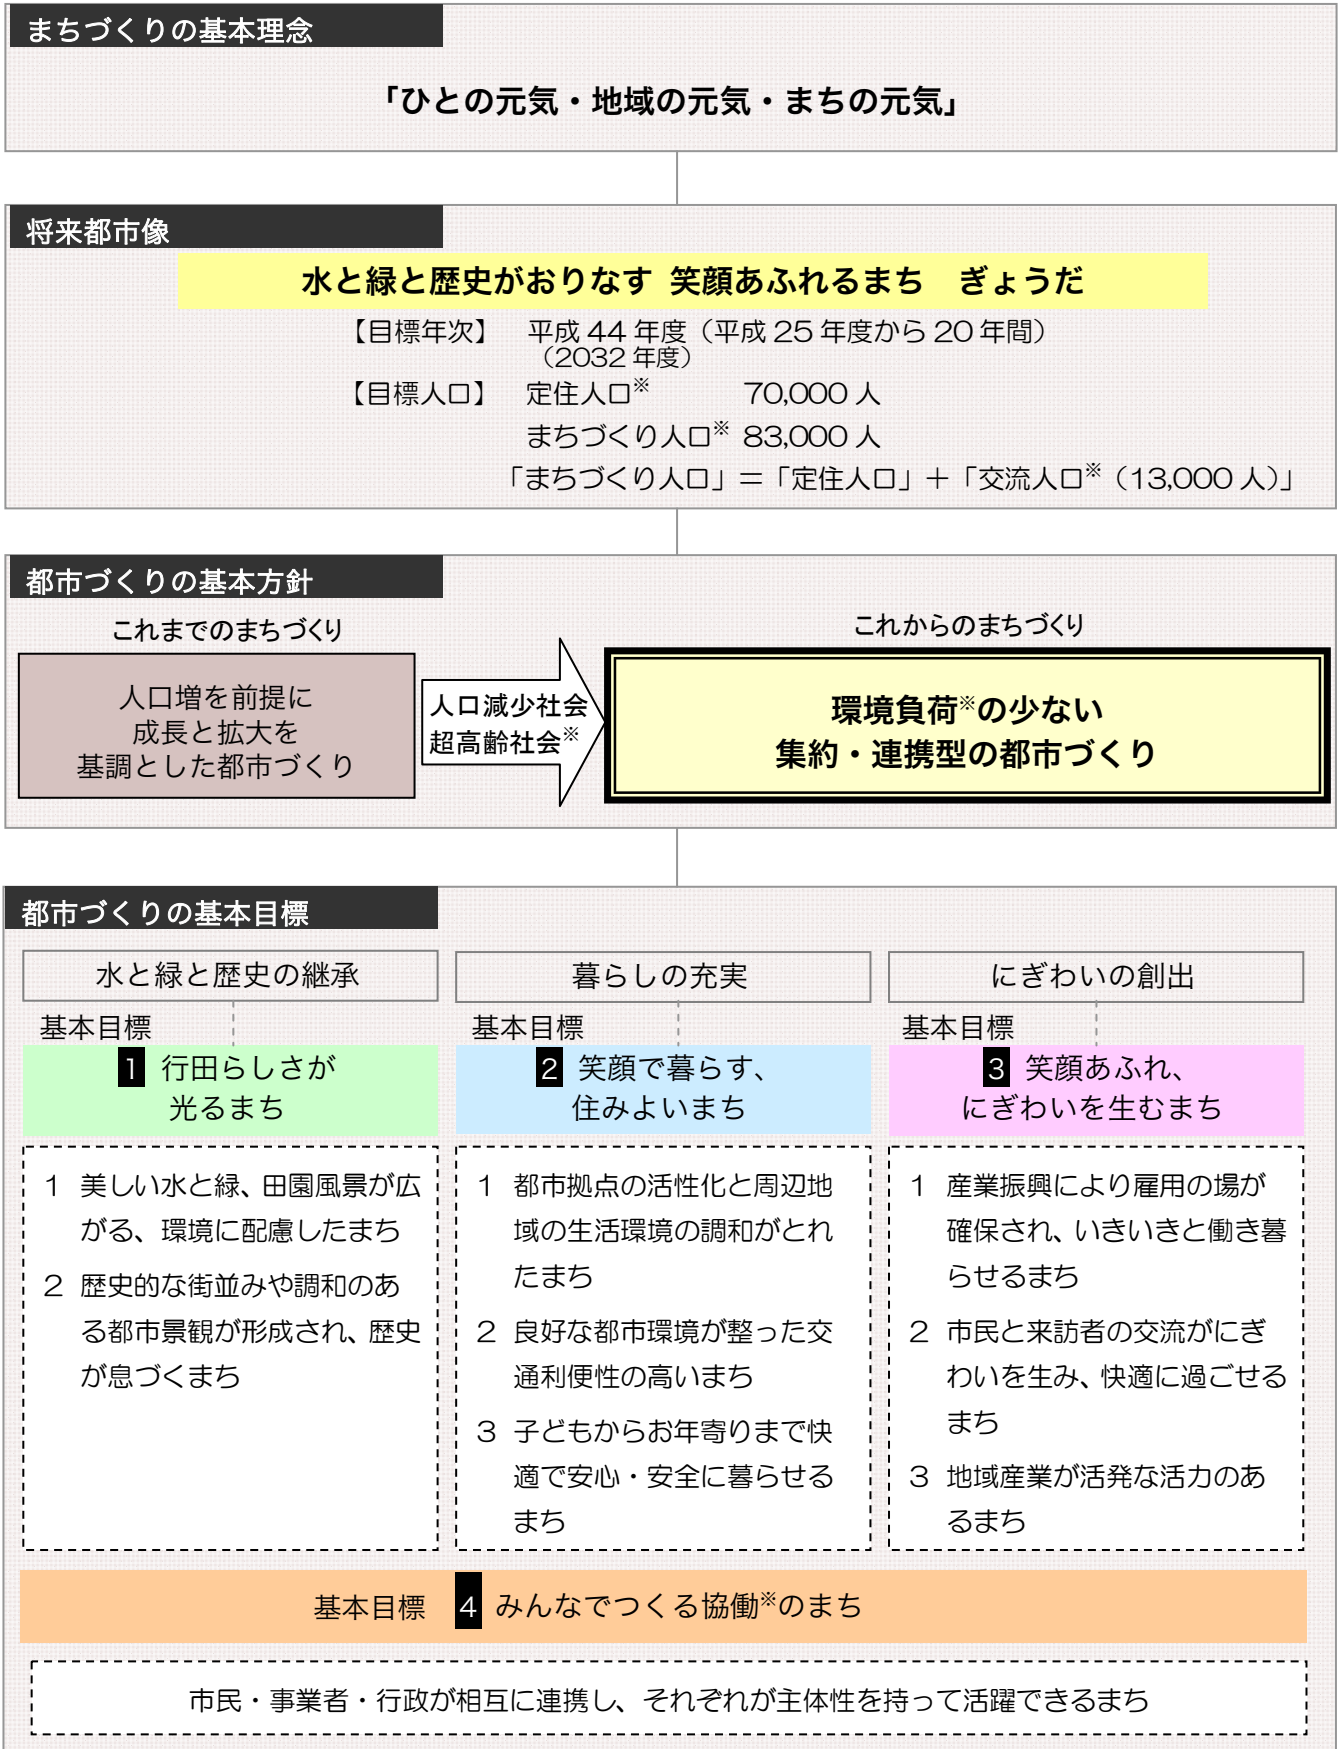 まちづくりの基本理念
「ひとの元気・地域の元気・まちの元気」
将来都市像
水と緑と歴史がおりなす 笑顔あふれるまち　ぎょうだ
【目標年次】　平成 44 年度（平成 25 年度から 20 年間）
（2032 年度）
【目標人口】　定住人口※　70,000 人
まちづくり人口※ 83,000 人
「まちづくり人口」＝「定住人口」＋「交流人口※（13,000 人）」
都市づくりの基本方針
これまでのまちづくり
人口増を前提に
成長と拡大を
基調とした都市づくり
人口減少社会
超高齢社会※
これからのまちづくり
環境負荷※の少ない
集約・連携型の都市づくり
都市づくりの基本目標
水と緑と歴史の継承
基本目標
1 行田らしさが
光るまち
1 美しい水と緑、田園風景が広
がる、環境に配慮したまち
2 歴史的な街並みや調和のあ
る都市景観が形成され、歴史
が息づくまち
暮らしの充実
基本目標
2 笑顔で暮らす、
住みよいまち
1 都市拠点の活性化と周辺地
域の生活環境の調和がとれ
たまち
2 良好な都市環境が整った交
通利便性の高いまち
3 子どもからお年寄りまで快
適で安心・安全に暮らせる
まち
にぎわいの創出
基本目標
3 笑顔あふれ、
にぎわいを生むまち
1 産業振興により雇用の場が
確保され、いきいきと働き暮
らせるまち
2 市民と来訪者の交流がにぎ
わいを生み、快適に過ごせる
まち
3 地域産業が活発な活力のあ
るまち
基本目標 4 みんなでつくる協働※のまち
市民・事業者・行政が相互に連携し、それぞれが主体性を持って活躍できるまち